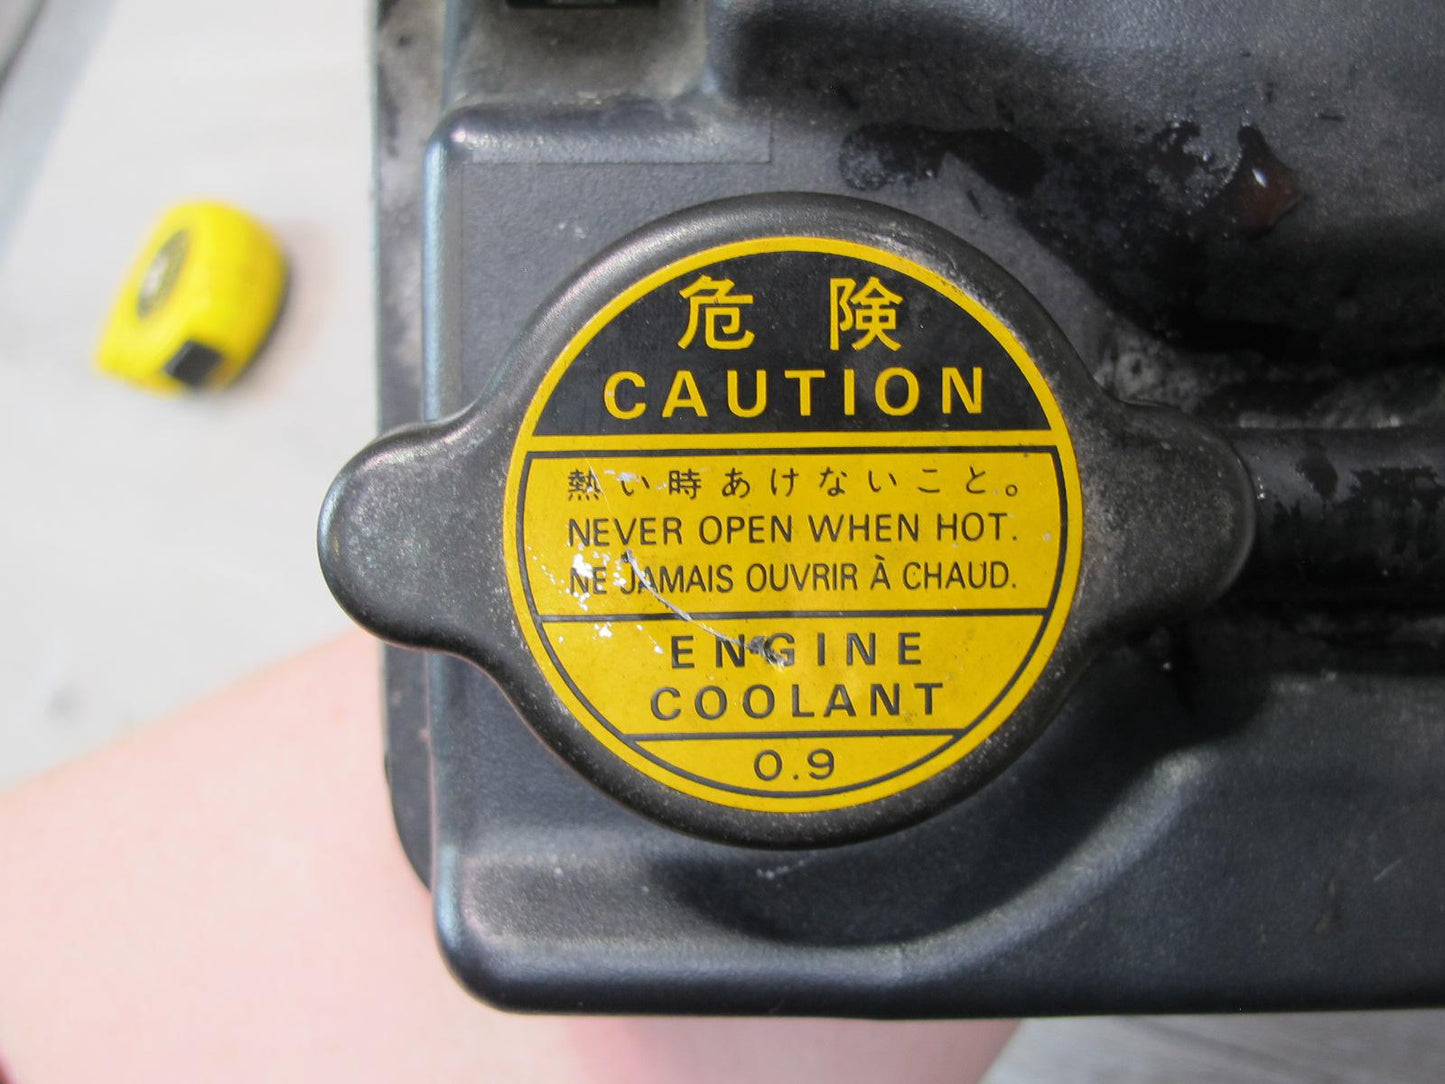 危険
CAUTION
熱い時あけないこと。
NEVER OPEN WHEN HOT.
NE JAMAIS OUVRIR À CHAUD.
ENGINE
COOLANT
0.9